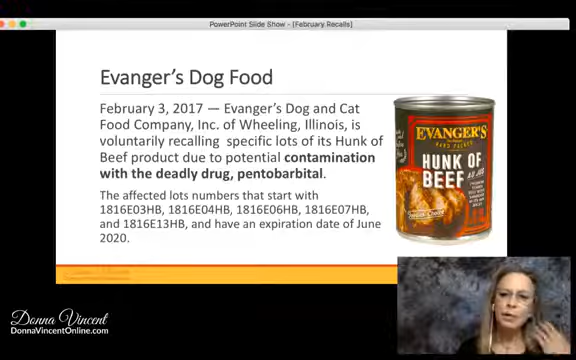 PowerPoint Slide Show - [February Recalls]
Evanger's Dog Food
February 3, 2017 — Evanger's Dog and Cat
Food Company, Inc. of Wheeling, Illinois, is
voluntarily recalling specific lots of its Hunk of
Beef product due to potential contamination
with the deadly drug, pentobarbital.
The affected lots numbers that start with
1816E03HB, 1816E04HB, 1816E06HB, 1816E07HB,
and 1816E13HB, and have an expiration date of June
2020.
EVANGER'S
HAND PACKED
HUNK OF
BEEF
AU JUS
Donna Vincent
DonnaVincentOnline.com